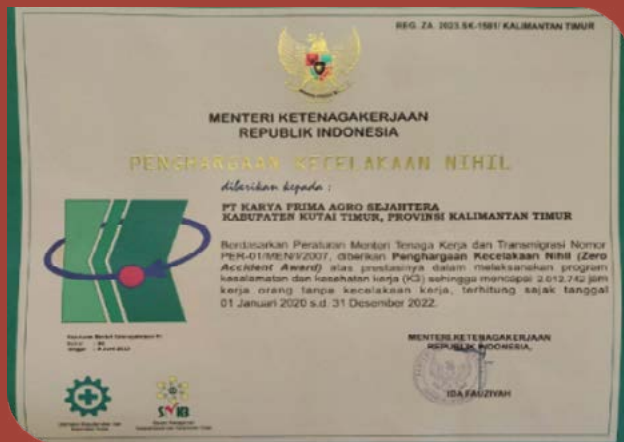 REG. ZA. 2023.SK-1581/ KALIMANTAN TIMUR
MENTERI KETENAGAKERJAAN
REPUBLIK INDONESIA
PENGHARGAAN KECELAKAAN NIHIL
diberikan kepada :
PT KARYA PRIMA AGRO SEJAHTERA
KABUPATEN KUTAI TIMUR, PROVINSI KALIMANTAN TIMUR
Berdasarkan Peraturan Menteri Tenaga Kerja dan Transmigrasi Nomor
PER-01/MEN/I/2007, diberikan Penghargaan Kecelakaan Nihil (Zero
Accident Award) atas prestasinya dalam melaksanakan program
keselamatan dan kesehatan kerja (K3) sehingga mencapai 2.012.742 jam
kerja orang tanpa kecelakaan kerja, terhitung sejak tanggal
01 Januari 2020 s.d. 31 Desember 2022.
MENTERI KETENAGAKERJAAN
REPUBLIK INDONESIA,
IDA FAUZIYAH